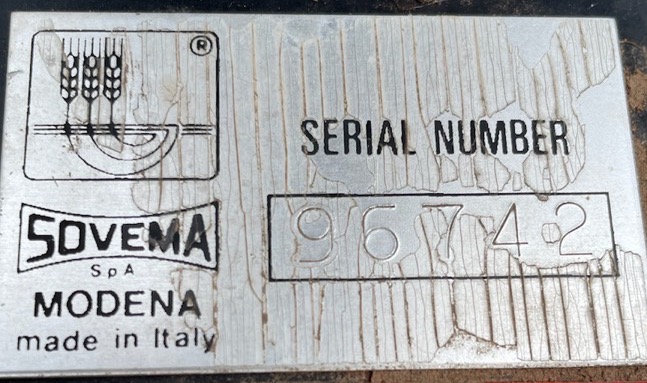 ®
SOVEMA
SpA
MODENA
made in Italy
SERIAL NUMBER
96742